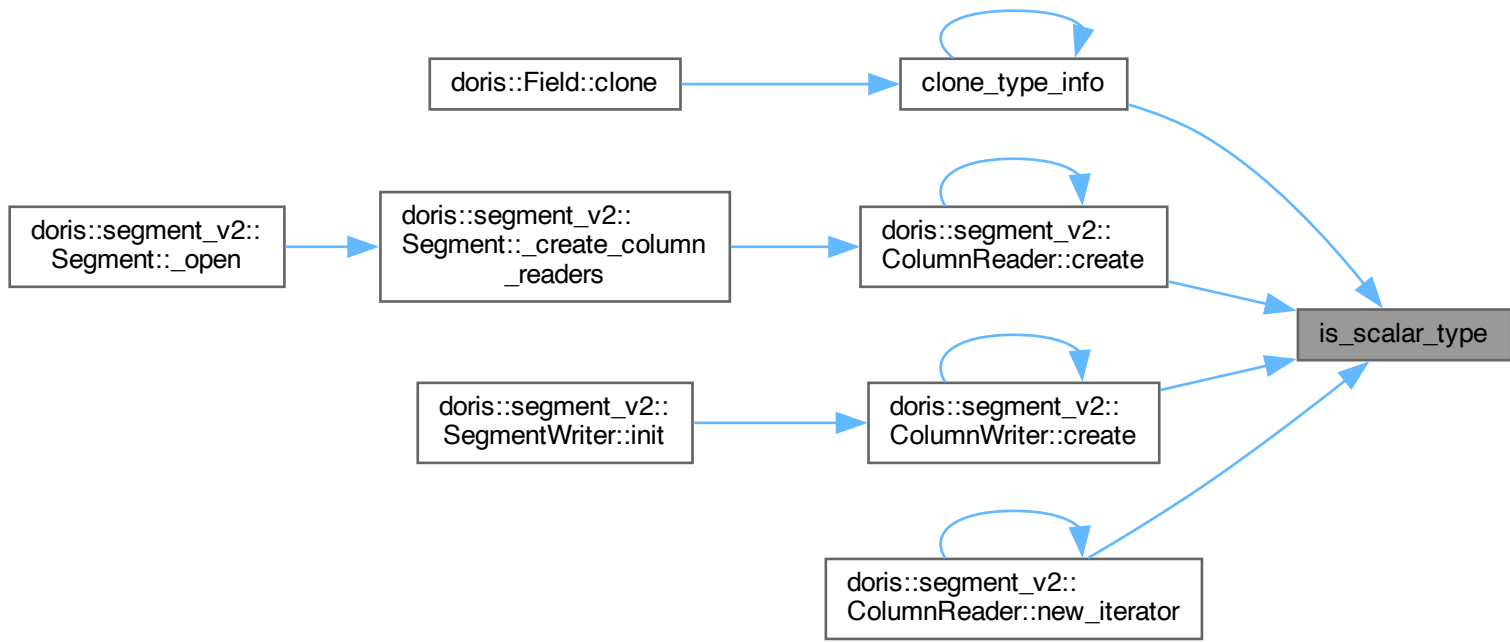 doris::Field::clone
clone_type_info
doris::segment_v2::
Segment::_open
doris::segment_v2::
Segment::_create_column
_readers
doris::segment_v2::
ColumnReader::create
is_scalar_type
doris::segment_v2::
SegmentWriter::init
doris::segment_v2::
ColumnWriter::create
doris::segment_v2::
ColumnReader::new_iterator